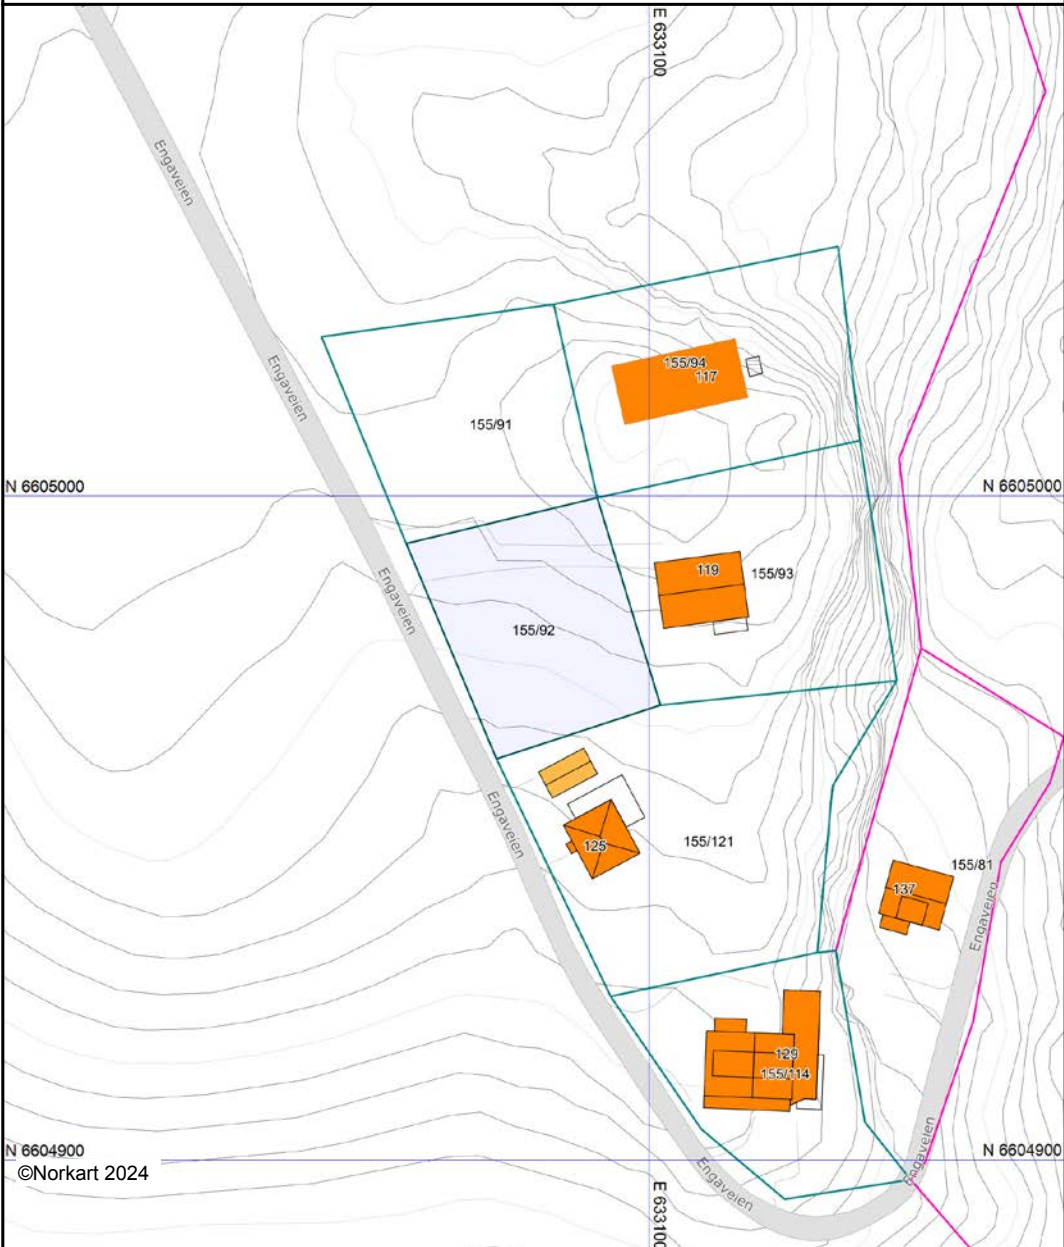 E 633100
Engaveien
Engaveien
155/94
117
155/91
N 6605000
N 6605000
119
155/93
Engaveien
155/92
Engaveien
125
155/121
155/81
137
Engaveien
129
155/114
Engaveien
N 6604900
N 6604900
©Norkart 2024
Engaveien
E 633100